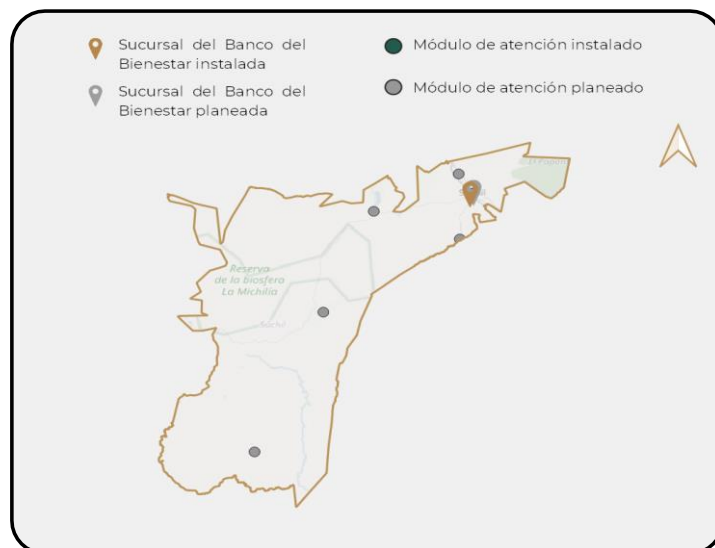 Sucursal del Banco del
Bienestar instalada
Sucursal del Banco del
Bienestar planeada
Módulo de atención instalado
Módulo de atención planeado
Reserva
de la biosfera
La Michilía
Súchil